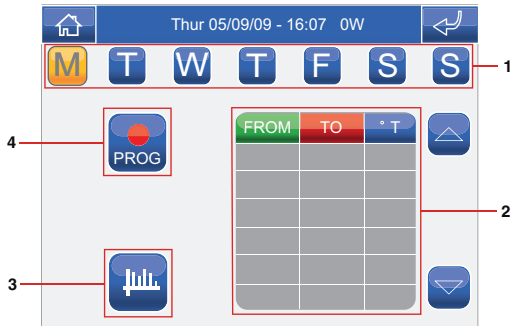 Thur 05/09/09 - 16:07 0W
M T W T F S S
1
4
PROG
FROM TO °T
2
3